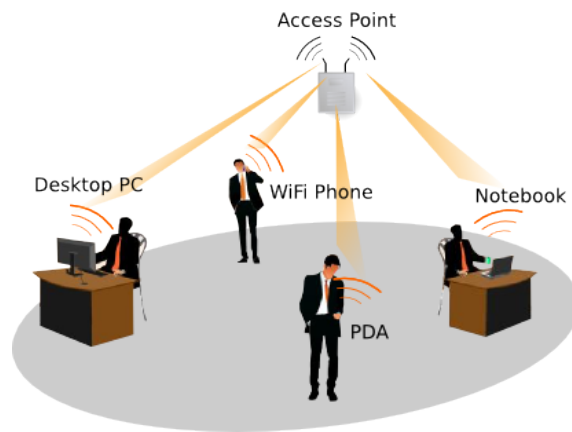 Access Point
Desktop PC
WiFi Phone
Notebook
PDA